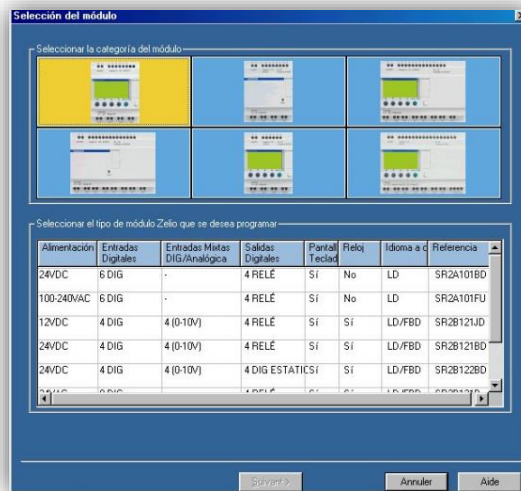 Selección del módulo
Seleccionar la categoría del módulo
Seleccionar el tipo de módulo Zelio que se desea programar
Alimentación Entradas Digitales Entradas Mixtas DIG/Analógica Salidas Digitales Pantall Teclad Reloj Idioma a c Referencia
24VDC 6 DIG - 4 RELÉ Sí No LD SR2A101BD
100-240VAC 6 DIG - 4 RELÉ Sí No LD SR2A101FU
12VDC 4 DIG 4 (0-10V) 4 RELÉ Sí Sí LD/FBD SR2B121JD
24VDC 4 DIG 4 (0-10V) 4 RELÉ Sí Sí LD/FBD SR2B121BD
24VDC 4 DIG 4 (0-10V) 4 DIG ESTATIC Sí Sí LD/FBD SR2B122BD
Suivant >
Annuler
Aide